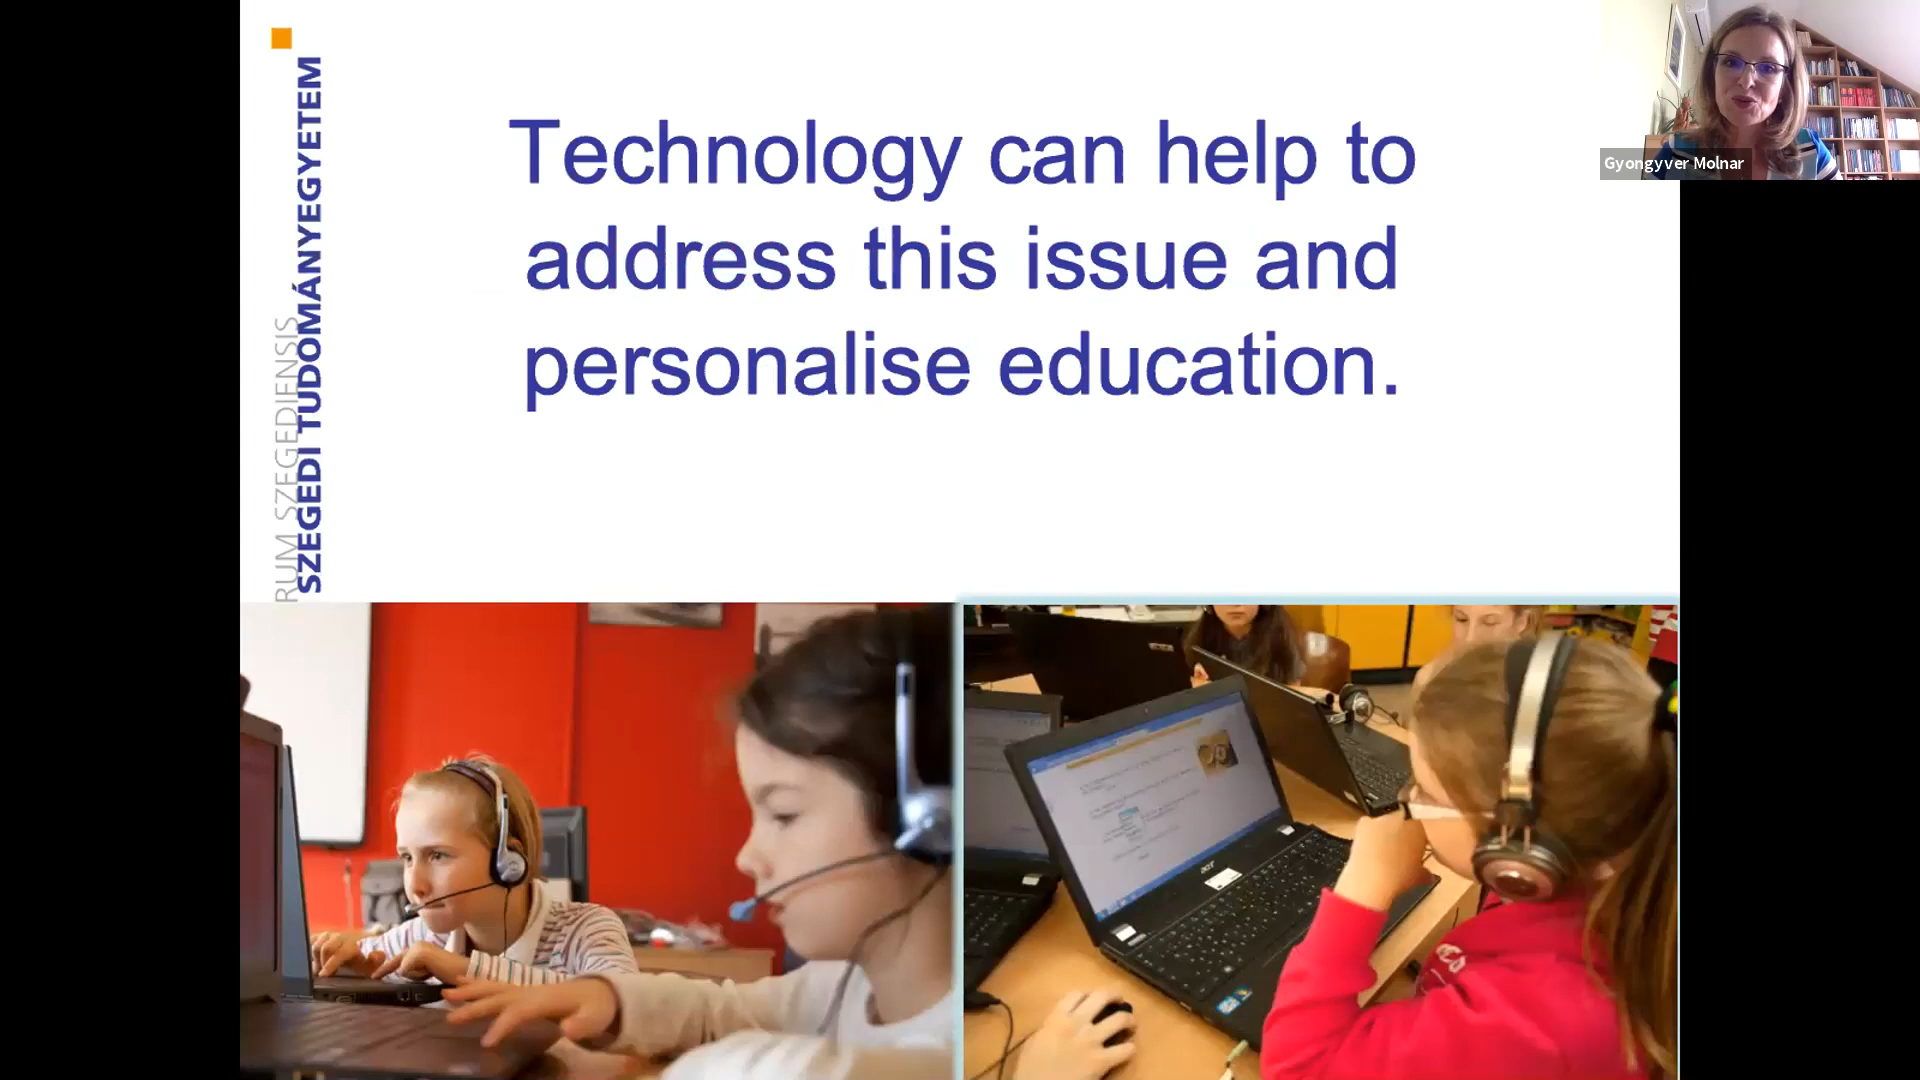 Technology can help to
address this issue and
personalise education.
SZEGEDI TUDOMÁNYEGYETEM
RUM SZEGEDIENSIS
Gyongyver Molnar
acer